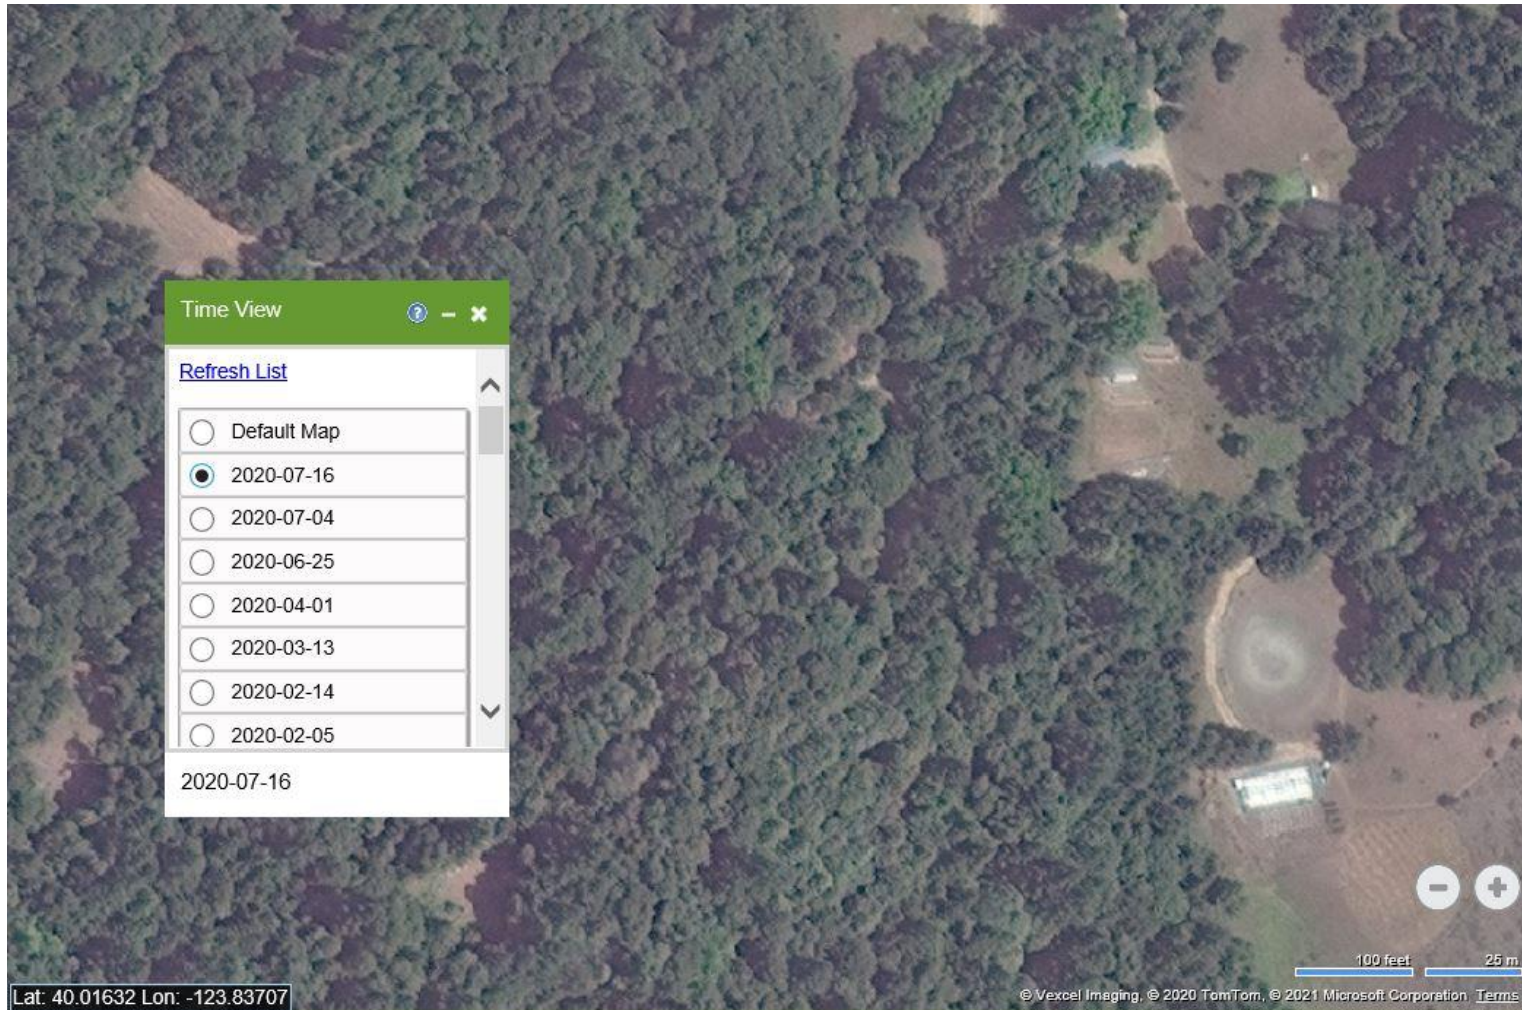 Time View
Refresh List
Default Map
2020-07-16
2020-07-04
2020-06-25
2020-04-01
2020-03-13
2020-02-14
2020-02-05
2020-07-16
100 feet 25 m
Lat: 40.01632 Lon: -123.83707
© Vexcel Imaging, © 2020 TomTom, © 2021 Microsoft Corporation Terms